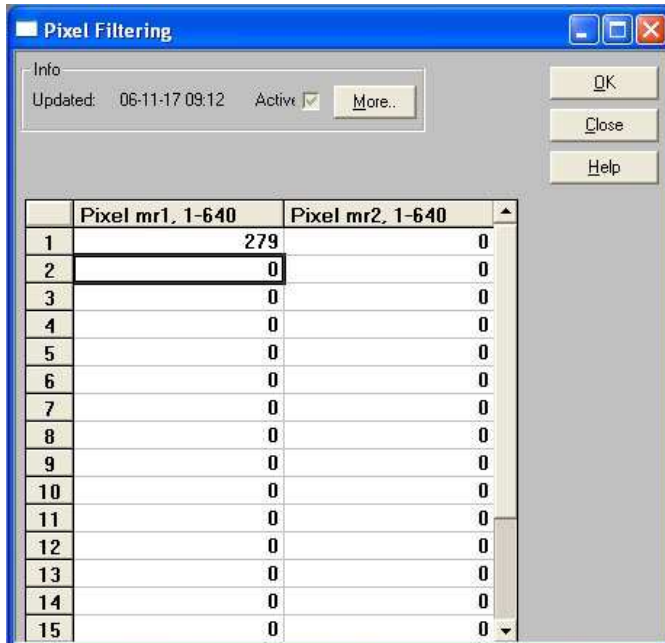 Pixel Filtering
Info
Updated: 06-11-17 09:12 Active More..
OK
Close
Help
Pixel mr1, 1-640 Pixel mr2, 1-640
1 279 0
2 0 0
3 0 0
4 0 0
5 0 0
6 0 0
7 0 0
8 0 0
9 0 0
10 0 0
11 0 0
12 0 0
13 0 0
14 0 0
15 0 0